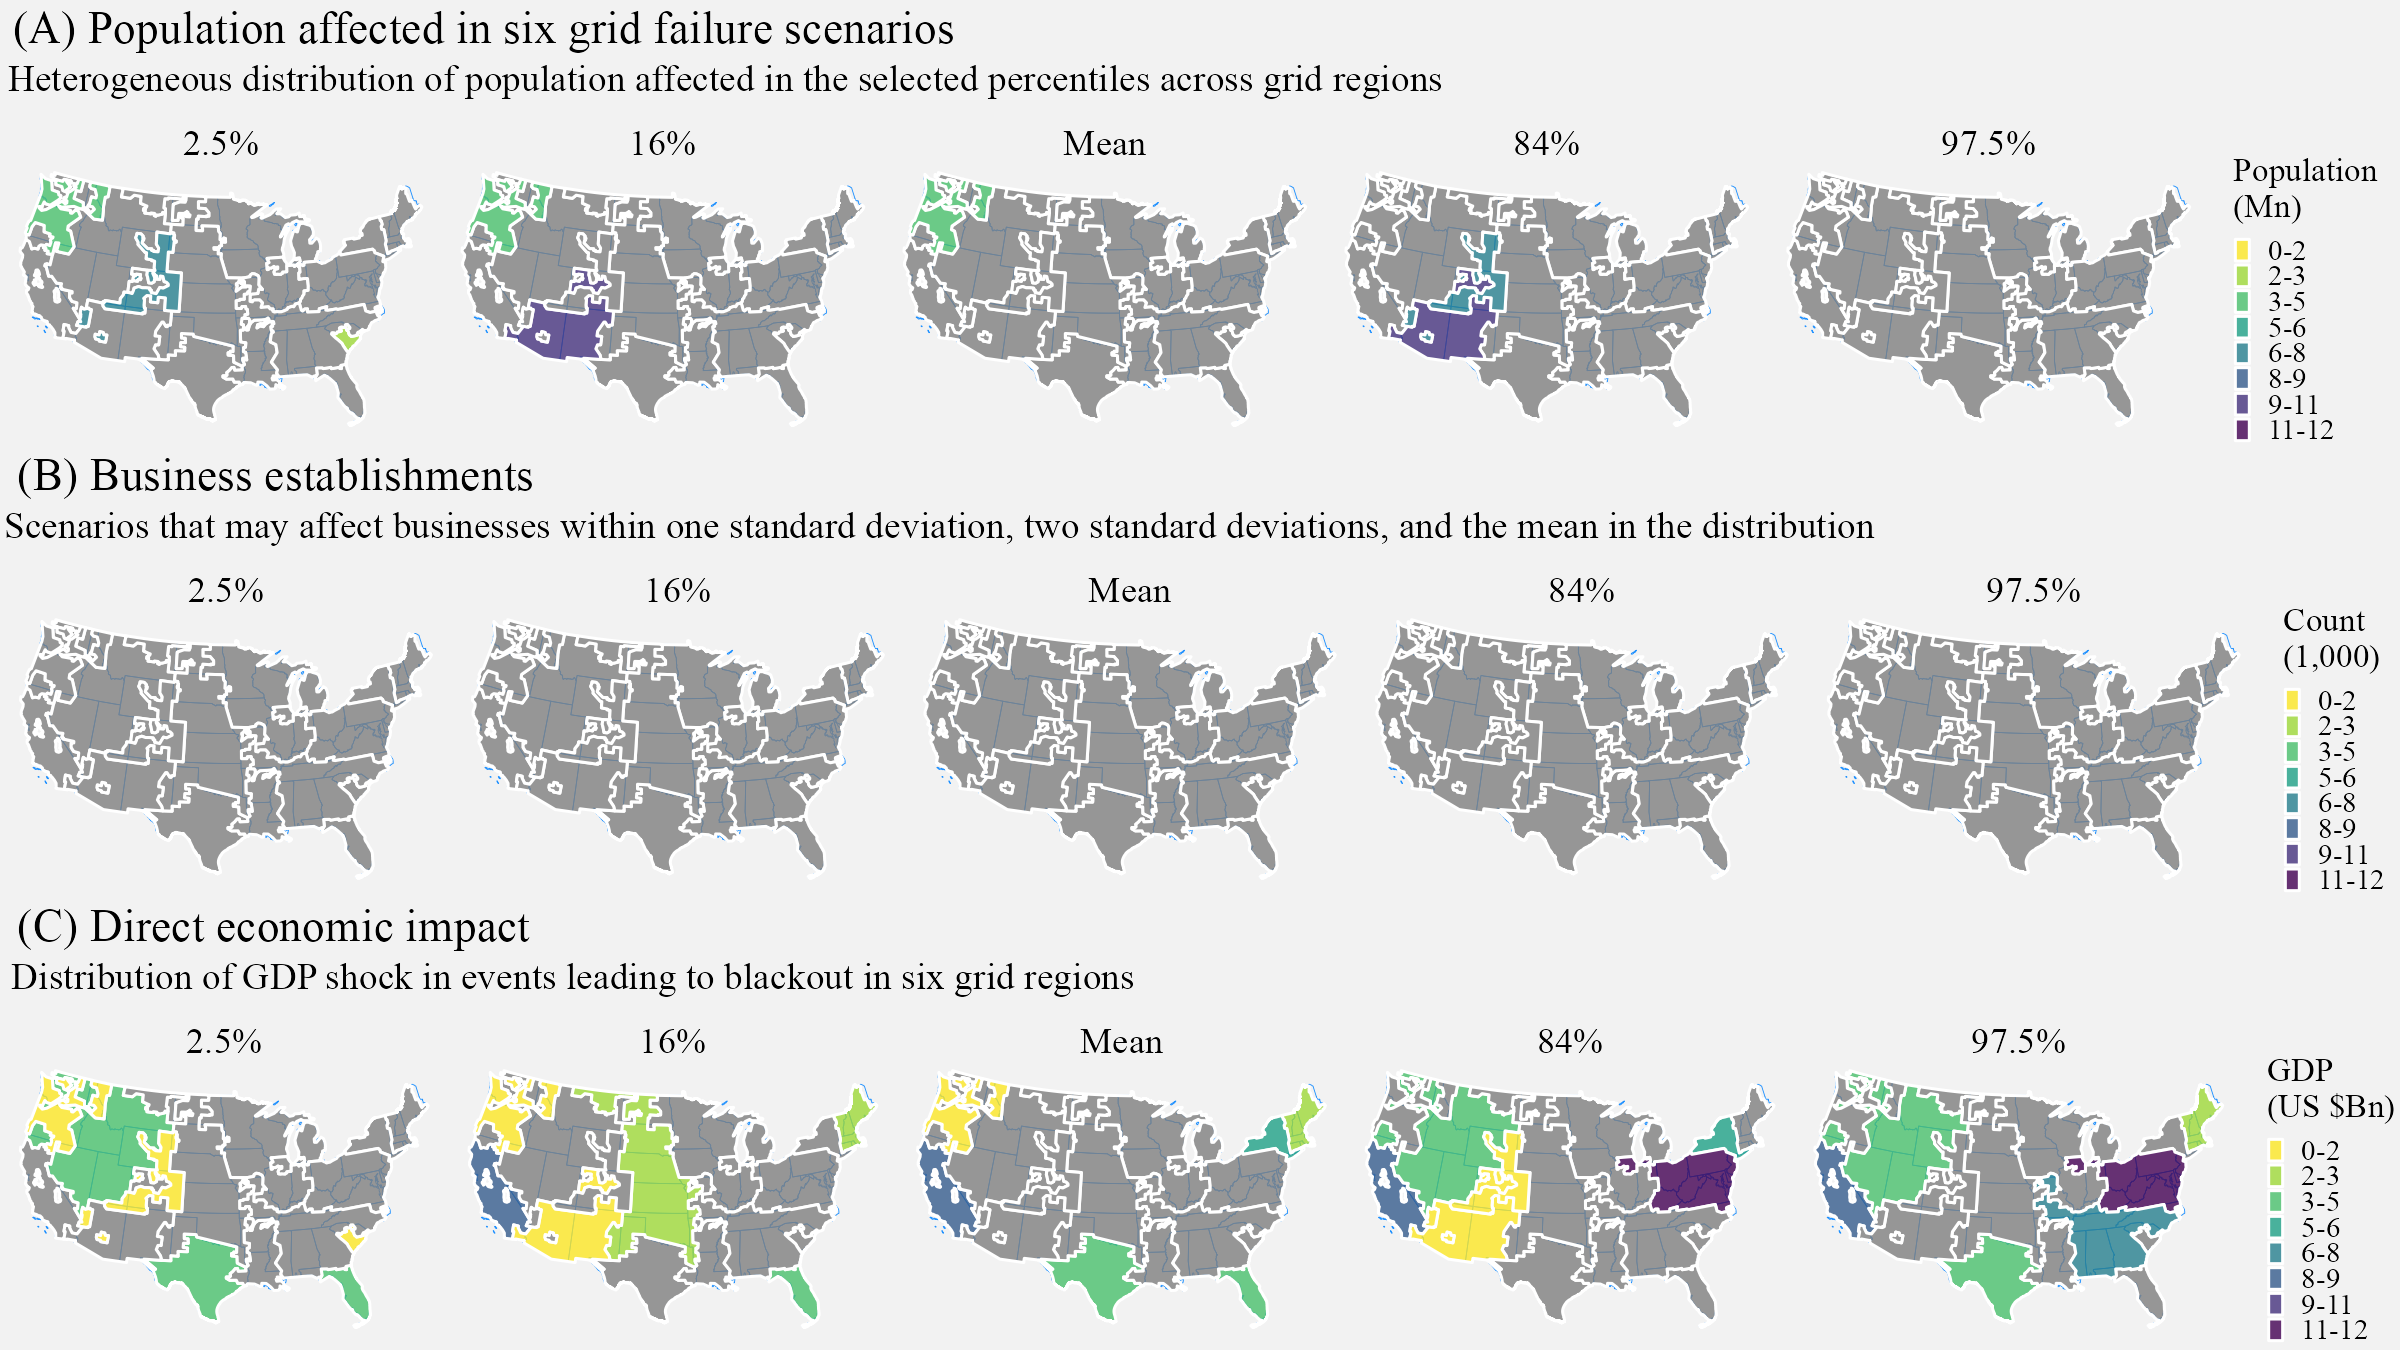 (A) Population affected in six grid failure scenarios
Heterogeneous distribution of population affected in the selected percentiles across grid regions
2.5%
16%
Mean
84%
97.5%
Population
(Mn)
0-2
2-3
3-5
5-6
6-8
8-9
9-11
11-12
(B) Business establishments
Scenarios that may affect businesses within one standard deviation, two standard deviations, and the mean in the distribution
2.5%
16%
Mean
84%
97.5%
Count
(1,000)
0-2
2-3
3-5
5-6
6-8
8-9
9-11
11-12
(C) Direct economic impact
Distribution of GDP shock in events leading to blackout in six grid regions
2.5%
16%
Mean
84%
97.5%
GDP
(US $Bn)
0-2
2-3
3-5
5-6
6-8
8-9
9-11
11-12